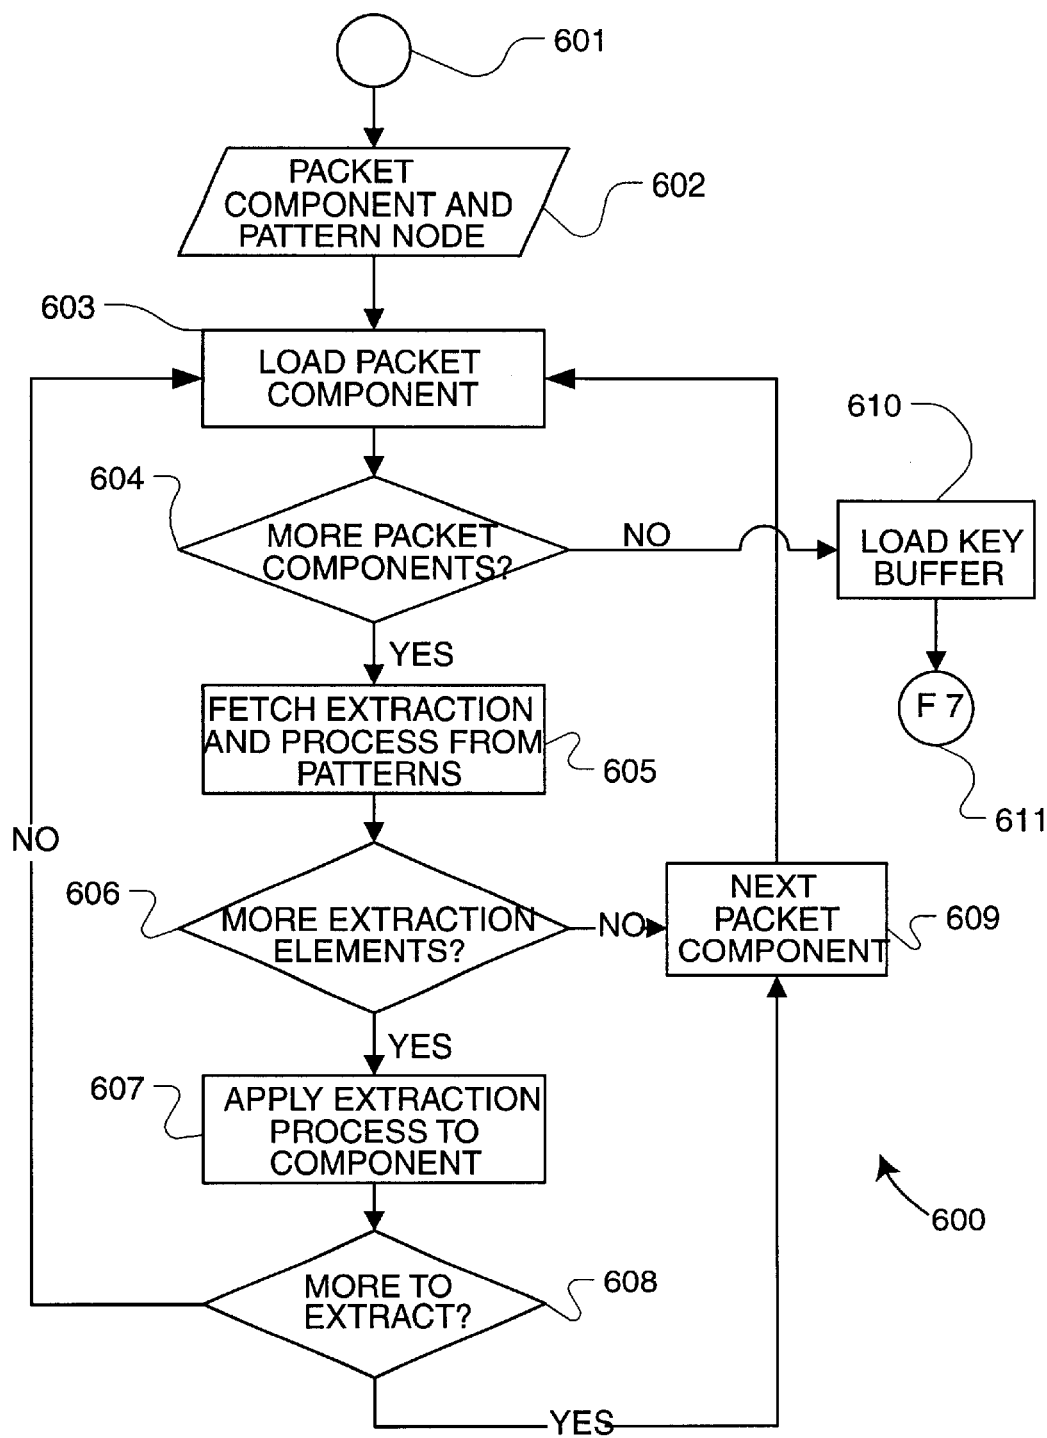 601
PACKET
COMPONENT AND
PATTERN NODE
602
603
LOAD PACKET
COMPONENT
610
604
MORE PACKET
COMPONENTS?
NO
LOAD KEY
BUFFER
YES
FETCH EXTRACTION
AND PROCESS FROM
PATTERNS
605
F 7
611
NO
606
MORE EXTRACTION
ELEMENTS?
NO
NEXT
PACKET
COMPONENT
609
YES
607
APPLY EXTRACTION
PROCESS TO
COMPONENT
600
MORE TO
EXTRACT?
608
YES